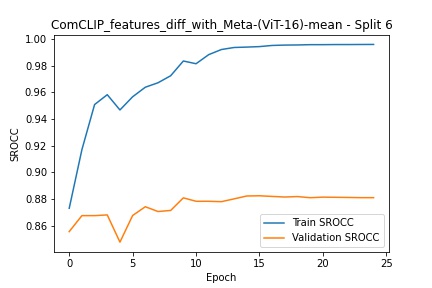 ComCLIP_features_diff_with_Meta-(ViT-16)-mean - Split 6
1.00
0.98
0.96
0.94
0.92
0.90
0.88
0.86
SROCC
Train SROCC
Validation SROCC
0 5 10 15 20 25
Epoch